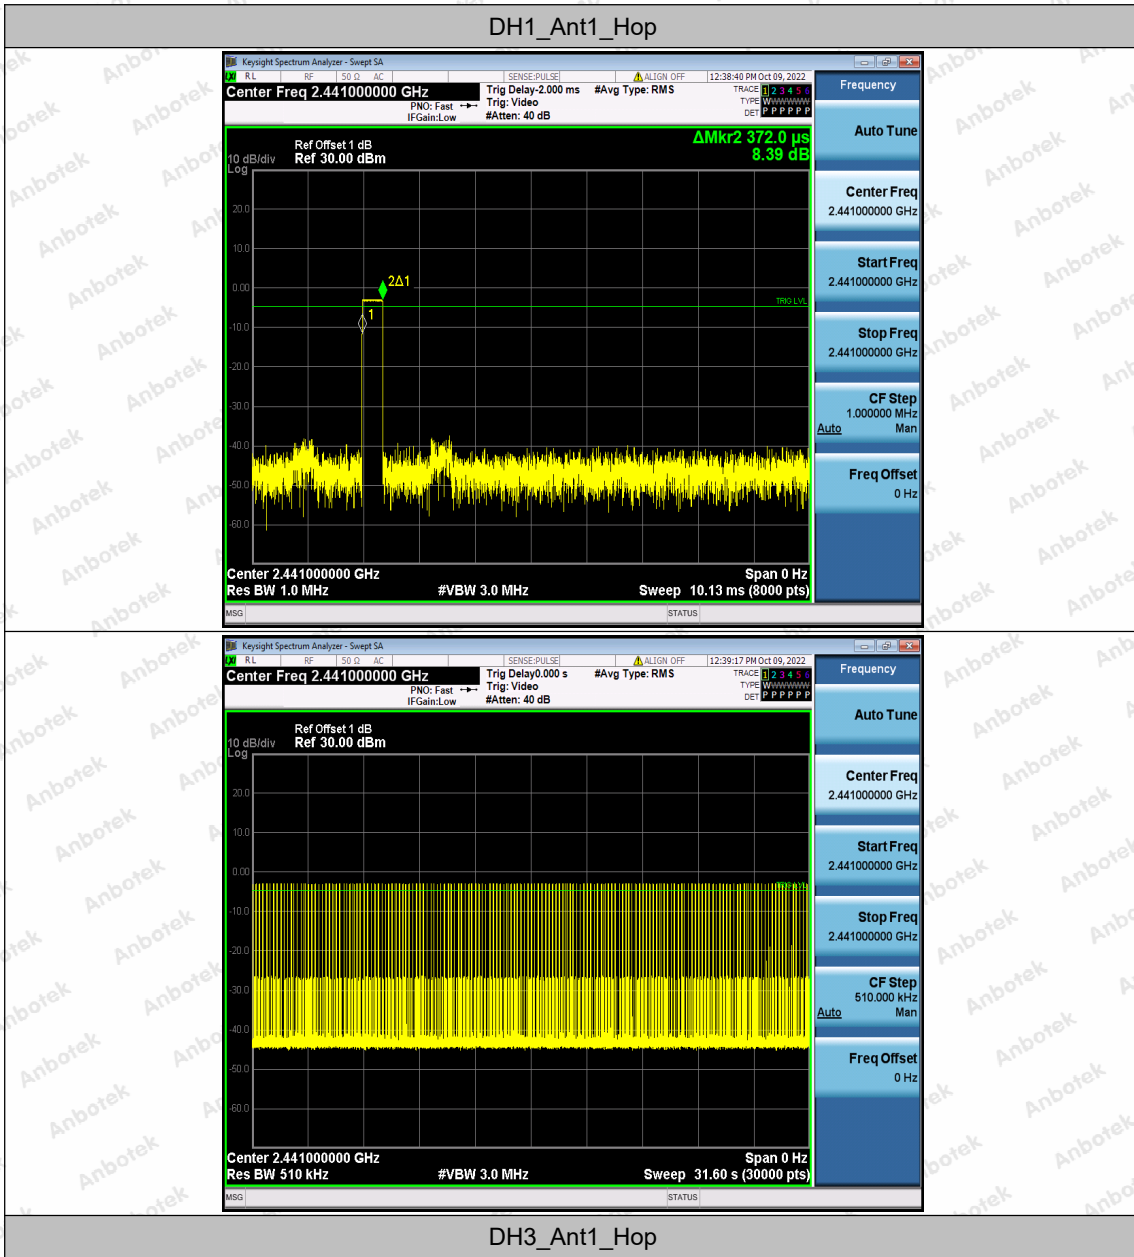 DH1_Ant1_Hop
Keysight Spectrum Analyzer - Swept SA
LXI RL RF 50 Ω AC SENSE:PULSE ALIGN OFF 12:38:40 PM Oct 09, 2022
Center Freq 2.441000000 GHz
PNO: Fast
IFGain:Low
Trig Delay-2.000 ms
Trig: Video
#Atten: 40 dB
#Avg Type: RMS
TRACE 1 2 3 4 5 6
TYPE WWWWWW
DET P P P P P P
Ref Offset 1 dB
Ref 30.00 dBm
10 dB/div
Log
ΔMkr2 372.0 µs
8.39 dB
20.0
10.0
0.00
-10.0
-20.0
-30.0
-40.0
-50.0
-60.0
2Δ1
1
TRIG LVL
Center 2.441000000 GHz
Res BW 1.0 MHz
#VBW 3.0 MHz
Span 0 Hz
Sweep 10.13 ms (8000 pts)
MSG
STATUS
Frequency
Auto Tune
Center Freq
2.441000000 GHz
Start Freq
2.441000000 GHz
Stop Freq
2.441000000 GHz
CF Step
1.000000 MHz
Auto Man
Freq Offset
0 Hz
Keysight Spectrum Analyzer - Swept SA
LXI RL RF 50 Ω AC SENSE:PULSE ALIGN OFF 12:39:17 PM Oct 09, 2022
Center Freq 2.441000000 GHz
PNO: Fast
IFGain:Low
Trig Delay0.000 s
Trig: Video
#Atten: 40 dB
#Avg Type: RMS
TRACE 1 2 3 4 5 6
TYPE WWWWWW
DET P P P P P P
Ref Offset 1 dB
Ref 30.00 dBm
10 dB/div
Log
20.0
10.0
0.00
-10.0
-20.0
-30.0
-40.0
-50.0
-60.0
Center 2.441000000 GHz
Res BW 510 kHz
#VBW 3.0 MHz
Span 0 Hz
Sweep 31.60 s (30000 pts)
MSG
STATUS
Frequency
Auto Tune
Center Freq
2.441000000 GHz
Start Freq
2.441000000 GHz
Stop Freq
2.441000000 GHz
CF Step
510.000 kHz
Auto Man
Freq Offset
0 Hz
DH3_Ant1_Hop
Anbotek